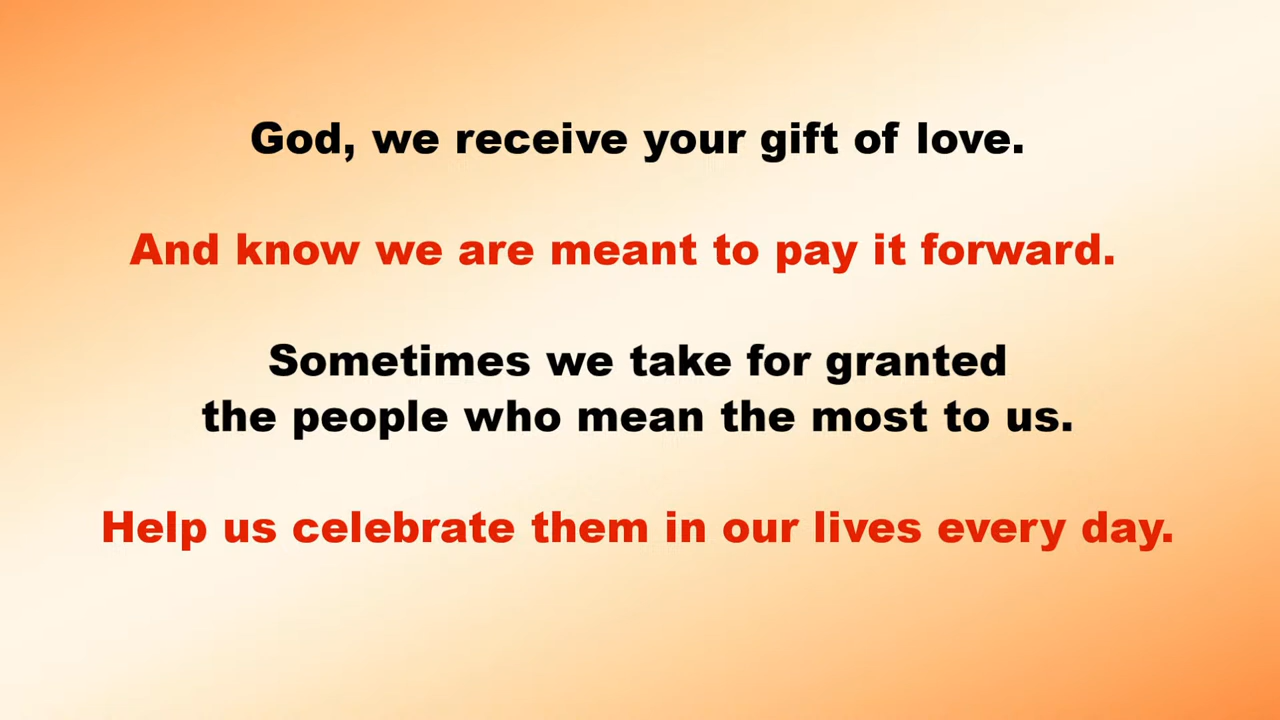 God, we receive your gift of love.
And know we are meant to pay it forward.
Sometimes we take for granted
the people who mean the most to us.
Help us celebrate them in our lives every day.